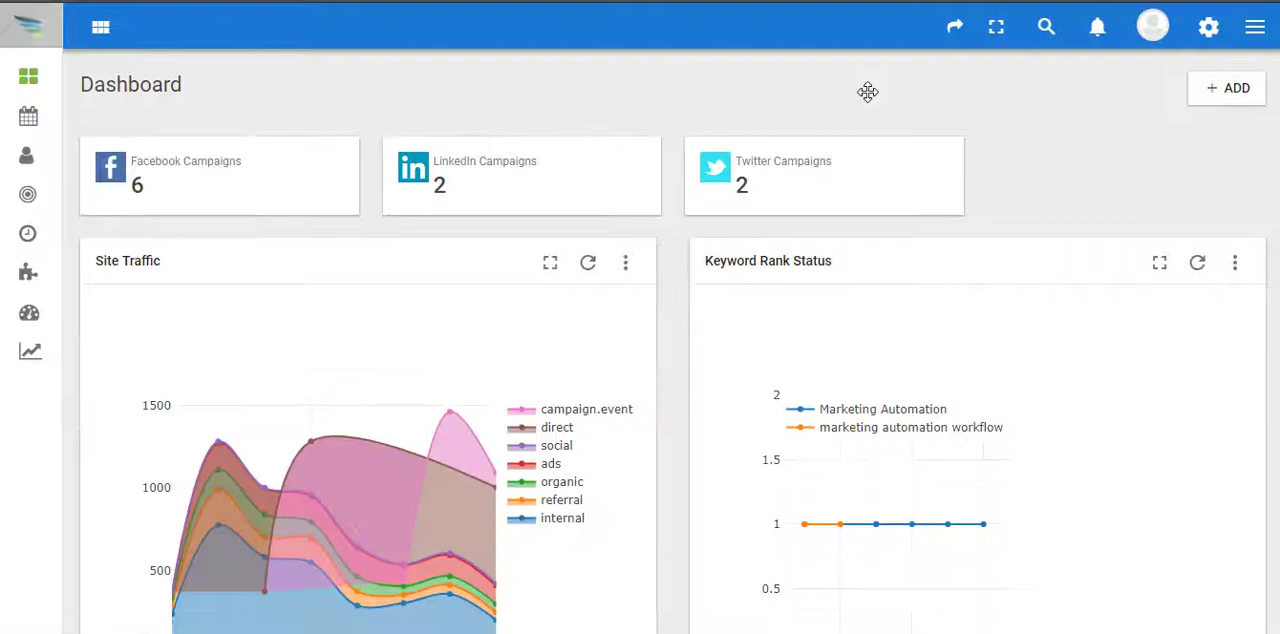 Dashboard
+ ADD
Facebook Campaigns
6
LinkedIn Campaigns
2
Twitter Campaigns
2
Site Traffic
1500
1000
500
campaign.event
direct
social
ads
organic
referral
internal
Keyword Rank Status
2
Marketing Automation
marketing automation workflow
1.5
1
0.5